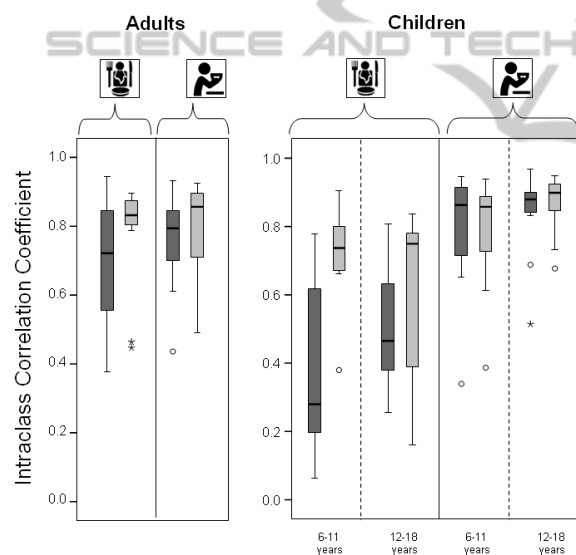 Adults
Children
SCIENCE AND TECH
Intraclass Correlation Coefficient
1.0
0.8
0.6
0.4
0.2
0.0
1.0
0.8
0.6
0.4
0.2
0.0
6-11
years
12-18
years
6-11
years
12-18
years